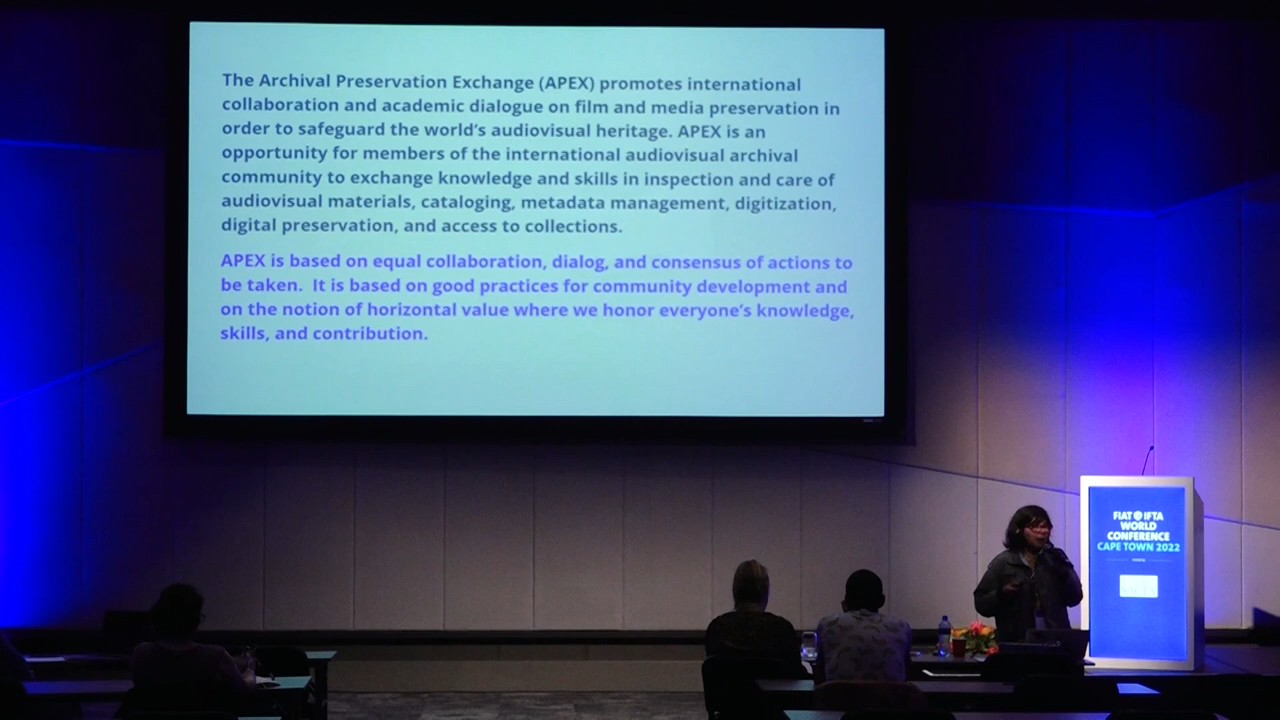 The Archival Preservation Exchange (APEX) promotes international
collaboration and academic dialogue on film and media preservation in
order to safeguard the world's audiovisual heritage. APEX is an
opportunity for members of the international audiovisual archival
community to exchange knowledge and skills in inspection and care of
audiovisual materials, cataloging, metadata management, digitization,
digital preservation, and access to collections.
APEX is based on equal collaboration, dialog, and consensus of actions to
be taken.  It is based on good practices for community development and
on the notion of horizontal value where we honor everyone's knowledge,
skills, and contribution.
FIAT IFTA
WORLD
CONFERENCE
CAPE TOWN 2022